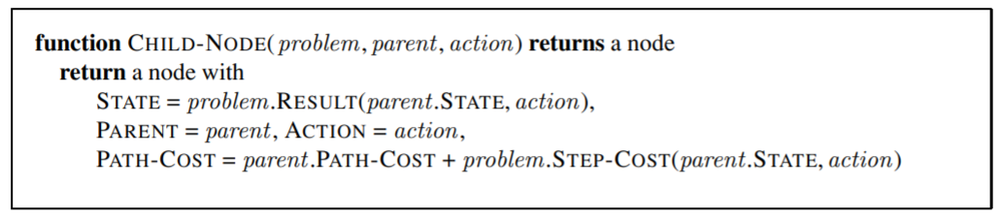 function CHILD-NODE(problem, parent, action) returns a node
return a node with
STATE = problem.RESULT(parent.STATE, action),
PARENT = parent, ACTION = action,
PATH-COST = parent.PATH-COST + problem.STEP-COST(parent.STATE, action)